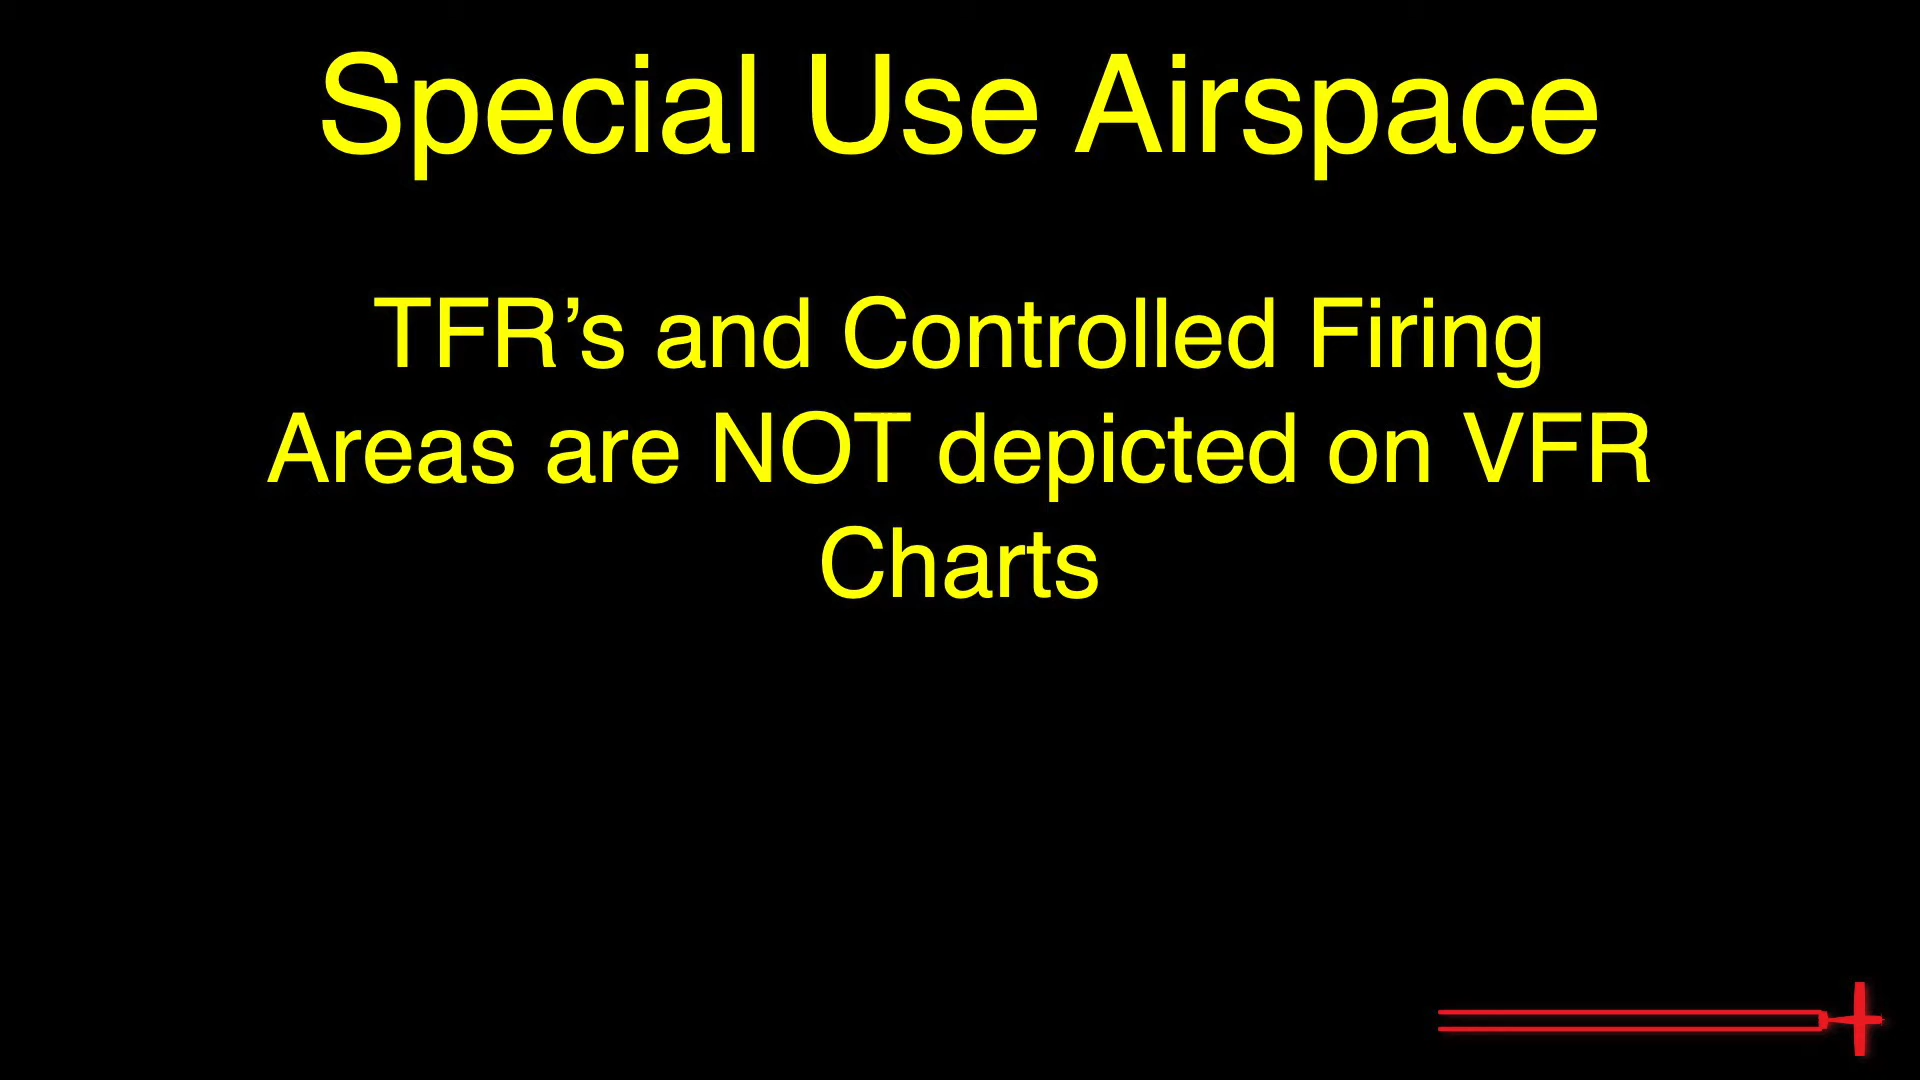 Special Use Airspace
TFR’s and Controlled Firing
Areas are NOT depicted on VFR
Charts